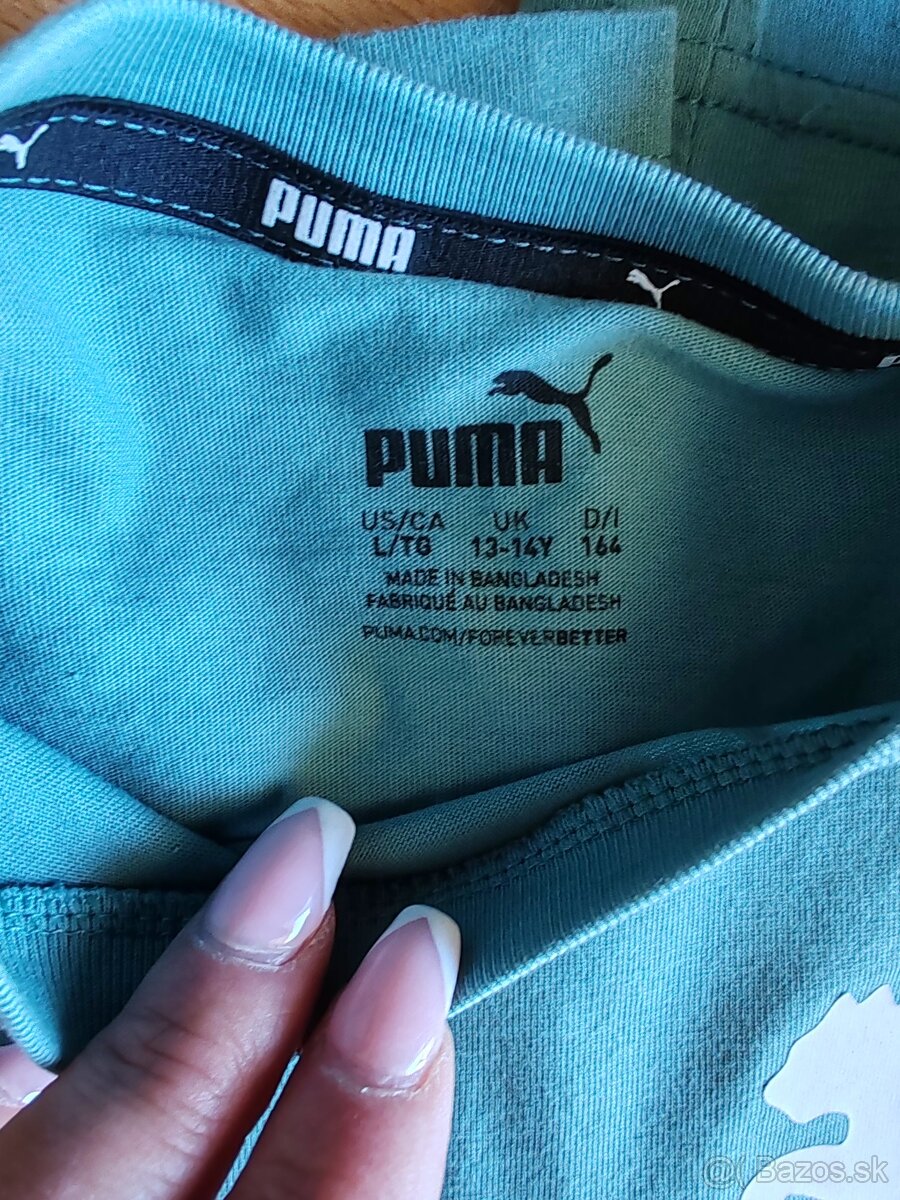 PUMA
PUMA
US/CA UK D/I
L/TG 13-14Y 164
MADE IN BANGLADESH
FABRIQUÉ AU BANGLADESH
PUMA.COM/FOREVERBETTER
Bazos.sk